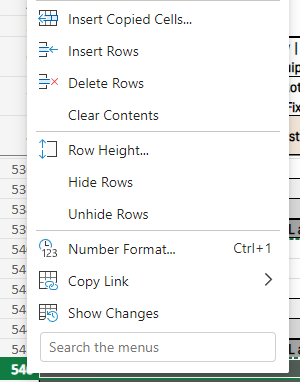 Insert Copied Cells...
Insert Rows
Delete Rows
Clear Contents
Row Height...
Hide Rows
Unhide Rows
Number Format... Ctrl+1
Copy Link
Show Changes
Search the menus